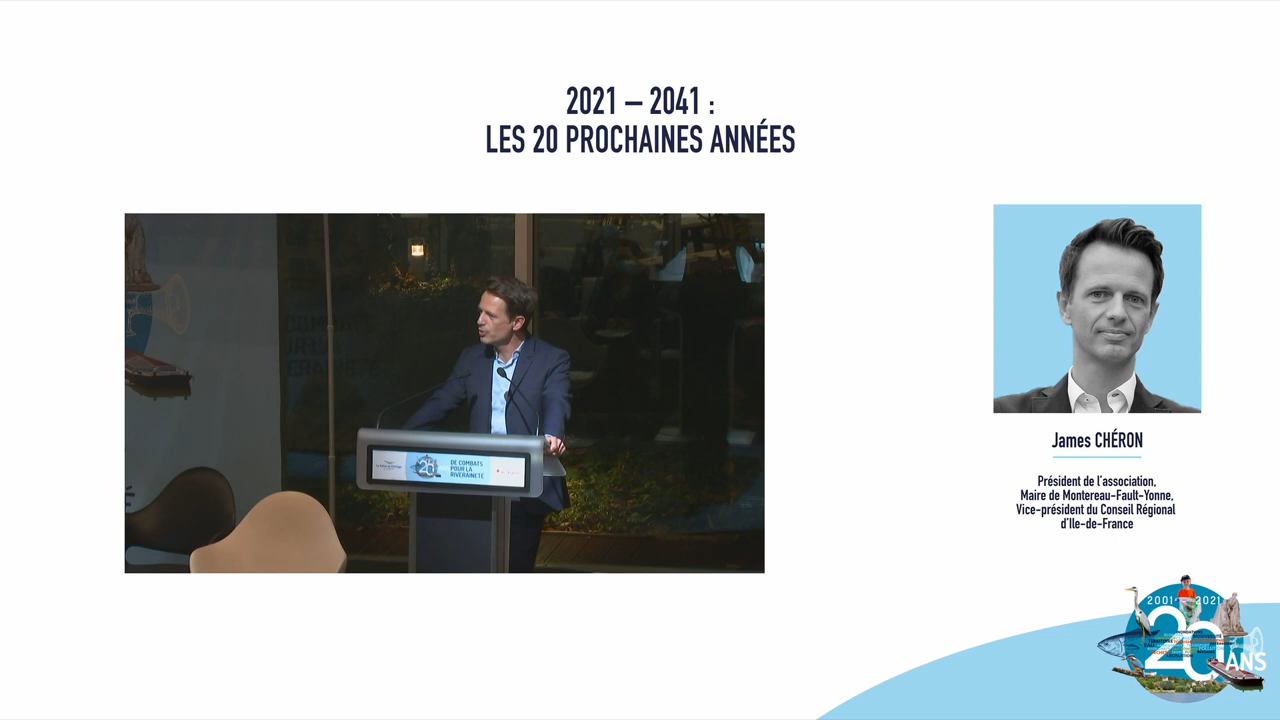 2021 – 2041 :
LES 20 PROCHAINES ANNÉES
DE COMBATS
POUR LA
RIVERAINETÉ
James CHÉRON
Président de l'association,
Maire de Montereau-Fault-Yonne,
Vice-président du Conseil Régional
d'Ile-de-France
2001 - 2021
20
ANS